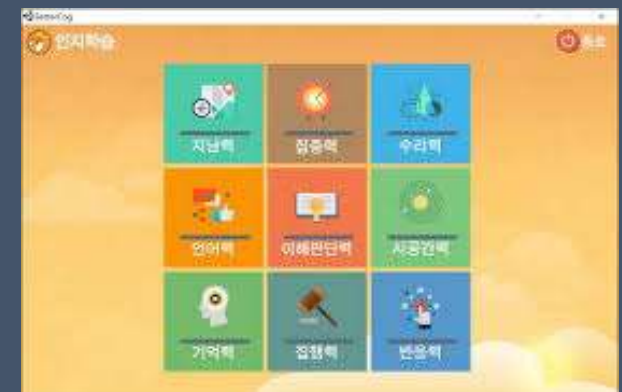 BetterCog
인지학습
종료
지남력
집중력
수리력
언어력
이해판단력
시공간력
기억력
집행력
반응력